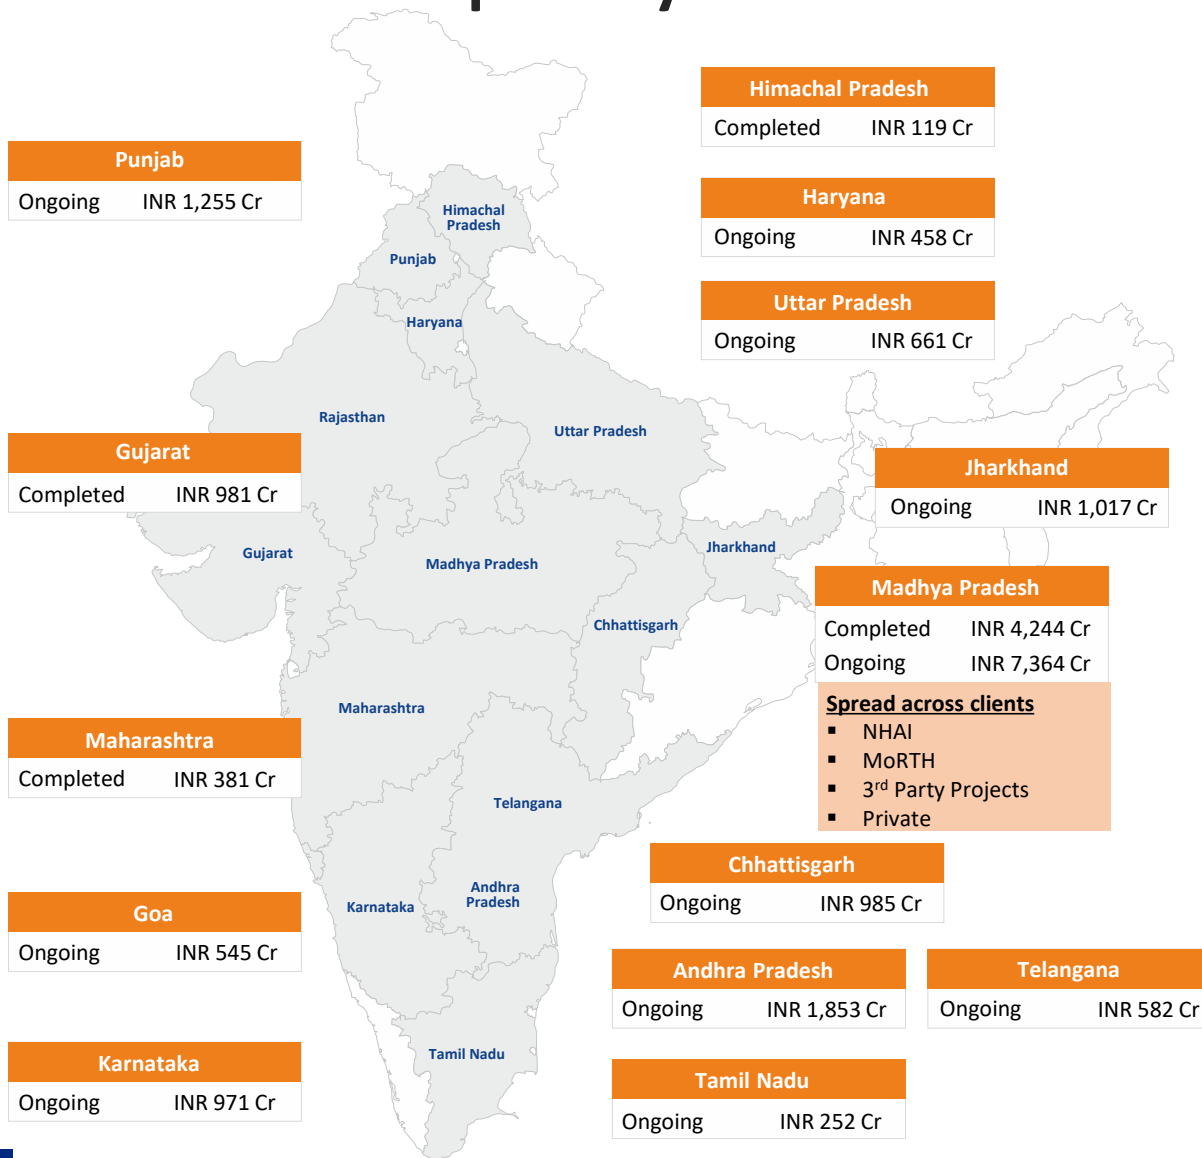 Himachal Pradesh
Completed INR 119 Cr
Punjab
Ongoing INR 1,255 Cr
Haryana
Ongoing INR 458 Cr
Uttar Pradesh
Ongoing INR 661 Cr
Himachal
Pradesh
Punjab
Haryana
Rajasthan
Uttar Pradesh
Gujarat
Completed INR 981 Cr
Jharkhand
Ongoing INR 1,017 Cr
Gujarat
Madhya Pradesh
Jharkhand
Chhattisgarh
Madhya Pradesh
Completed INR 4,244 Cr
Ongoing INR 7,364 Cr
Spread across clients
▪ NHAI
▪ MoRTH
▪ 3rd Party Projects
▪ Private
Maharashtra
Maharashtra
Completed INR 381 Cr
Telangana
Andhra
Pradesh
Karnataka
Chhattisgarh
Ongoing INR 985 Cr
Goa
Ongoing INR 545 Cr
Andhra Pradesh
Ongoing INR 1,853 Cr
Telangana
Ongoing INR 582 Cr
Tamil Nadu
Karnataka
Ongoing INR 971 Cr
Tamil Nadu
Ongoing INR 252 Cr